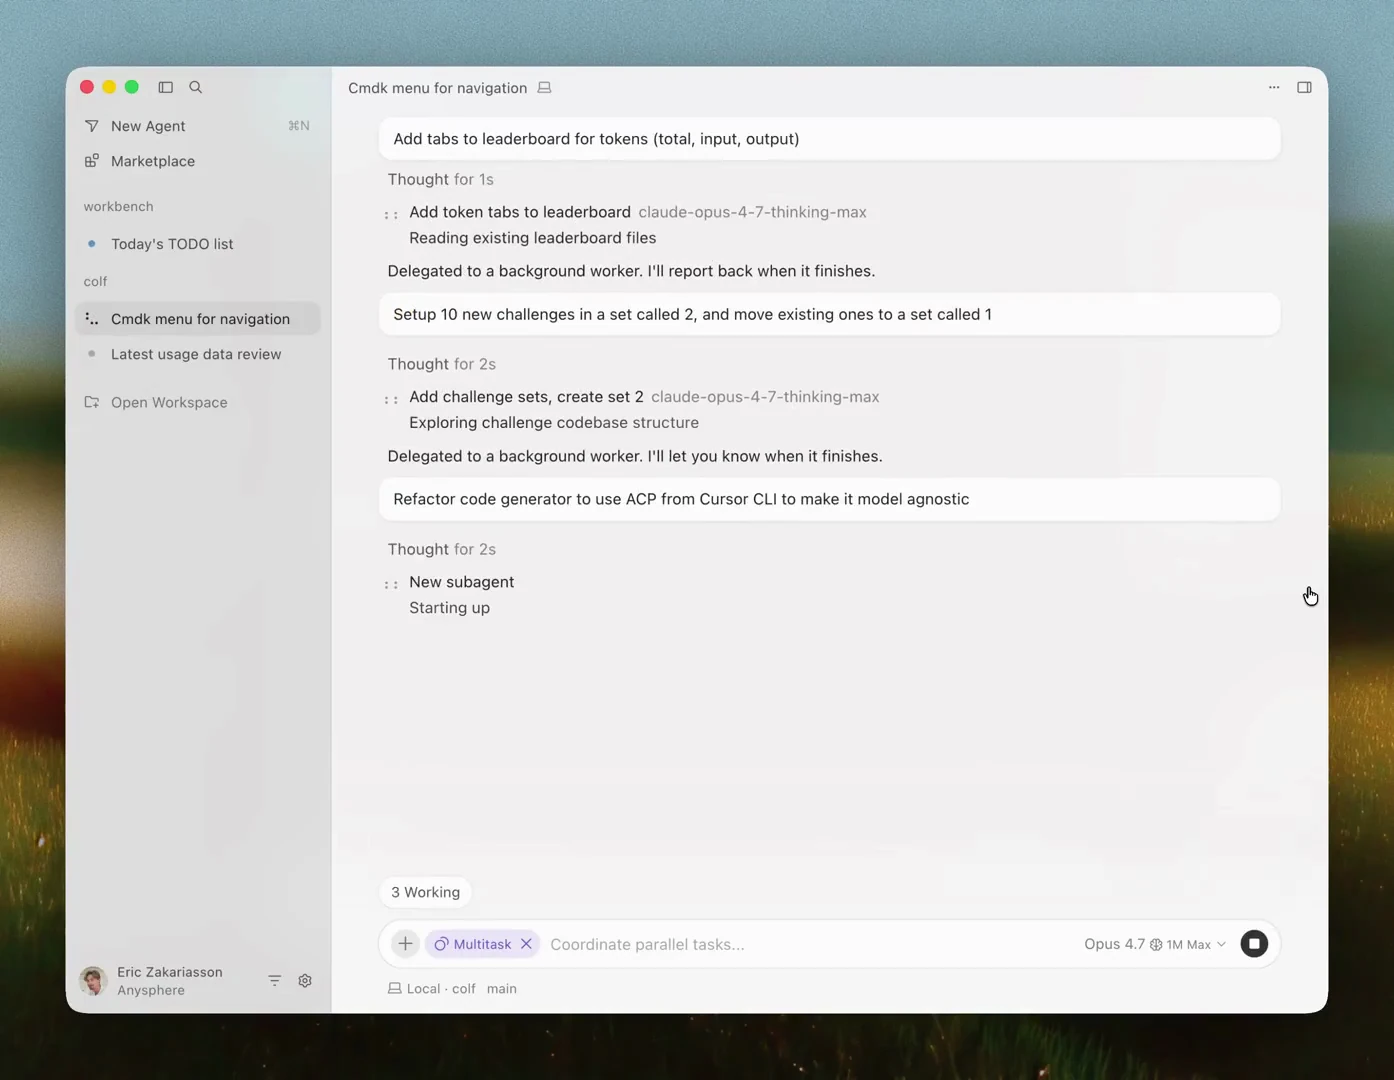 New Agent ⌘N
Marketplace
workbench
Today's TODO list
colf
Cmdk menu for navigation
Latest usage data review
Open Workspace
Eric Zakariasson
Anysphere
Cmdk menu for navigation
Add tabs to leaderboard for tokens (total, input, output)
Thought for 1s
Add token tabs to leaderboard claude-opus-4-7-thinking-max
Reading existing leaderboard files
Delegated to a background worker. I'll report back when it finishes.
Setup 10 new challenges in a set called 2, and move existing ones to a set called 1
Thought for 2s
Add challenge sets, create set 2 claude-opus-4-7-thinking-max
Exploring challenge codebase structure
Delegated to a background worker. I'll let you know when it finishes.
Refactor code generator to use ACP from Cursor CLI to make it model agnostic
Thought for 2s
New subagent
Starting up
3 Working
Multitask Coordinate parallel tasks... Opus 4.7 1M Max
Local · colf main